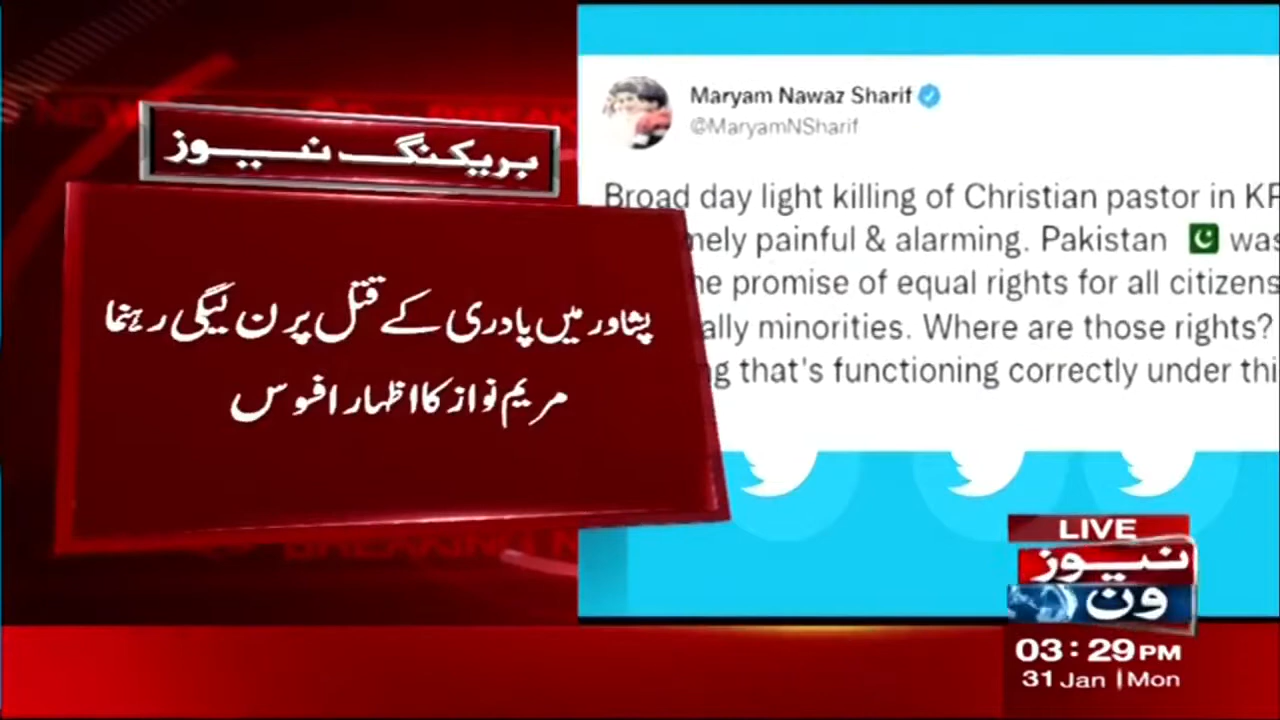 بریکنگ نیوز
پشاور میں پادری کے قتل پر ن لیگی رہنما
مریم نواز کا اظہار افسوس
Maryam Nawaz Sharif
@MaryamNSharif
Broad day light killing of Christian pastor in KP
mely painful & alarming. Pakistan was
he promise of equal rights for all citizens
ally minorities. Where are those rights?
g that's functioning correctly under thi
LIVE
نیوز
ون
03:29 PM
31 Jan | Mon